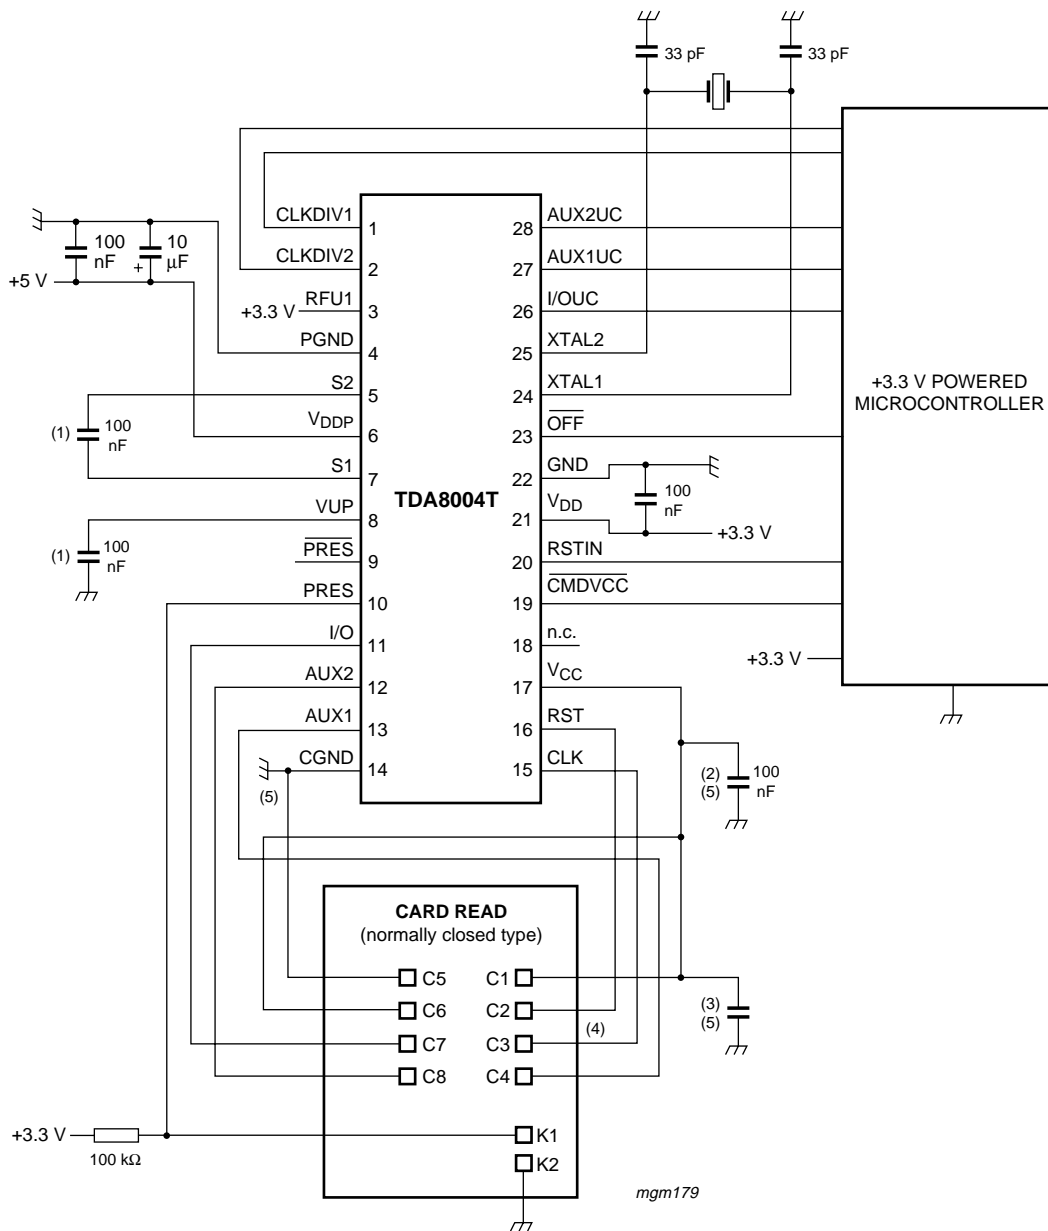 33 pF
33 pF
CLKDIV1
1
CLKDIV2
2
+3.3 V
RFU1
3
PGND
4
S2
5
VDDP
6
S1
7
VUP
8
PRES
9
PRES
10
I/O
11
AUX2
12
AUX1
13
CGND
14
(5)
100
nF
10
µF
+
+5 V
(1)
100
nF
(1)
100
nF
TDA8004T
28
AUX2UC
27
AUX1UC
26
I/OUC
25
XTAL2
24
XTAL1
23
OFF
22
GND
21
VDD
20
RSTIN
19
CMDVCC
18
n.c.
17
VCC
16
RST
15
CLK
100
nF
+3.3 V
+3.3 V POWERED
MICROCONTROLLER
+3.3 V
(2)
(5)
100
nF
CARD READ
(normally closed type)
C5
C1
C6
C2
C7
C3
C8
C4
(4)
(3)
(5)
K1
K2
+3.3 V
100 kΩ
mgm179